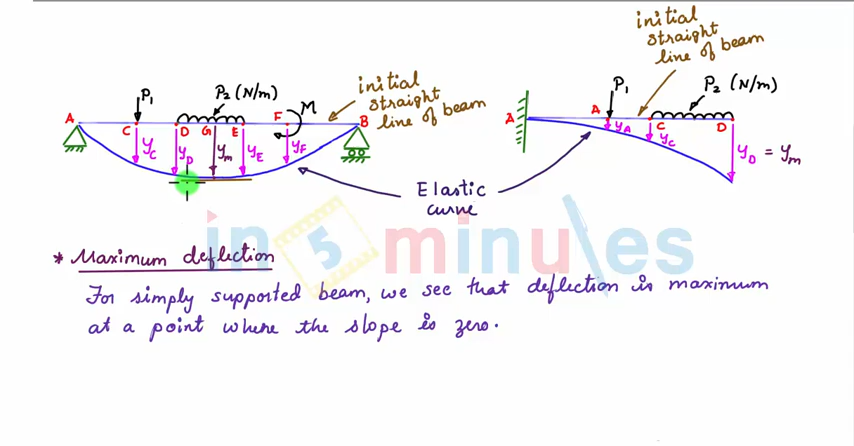 initial
straight
line of beam
P1
P2 (N/m)
M
A
C
D
G
E
F
B
yC
yD
ym
yE
yF
initial
straight
line of beam
P1
P2 (N/m)
A
A
C
D
yA
yC
yD = ym
Elastic
curve
in 5 minutes
* Maximum deflection
For simply supported beam, we see that deflection is maximum
at a point where the slope is zero.